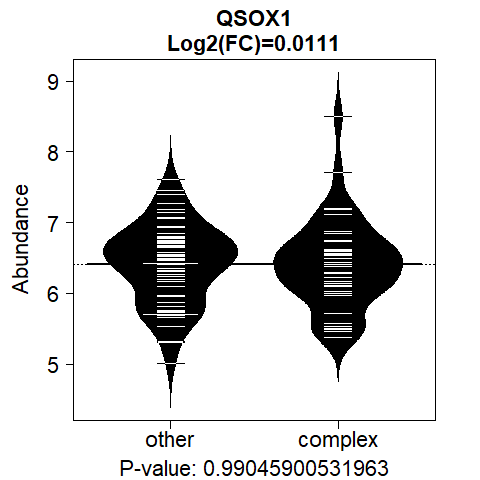 QSOX1
Log2(FC)=0.0111
9
8
7
6
5
Abundance
other complex
P-value: 0.99045900531963